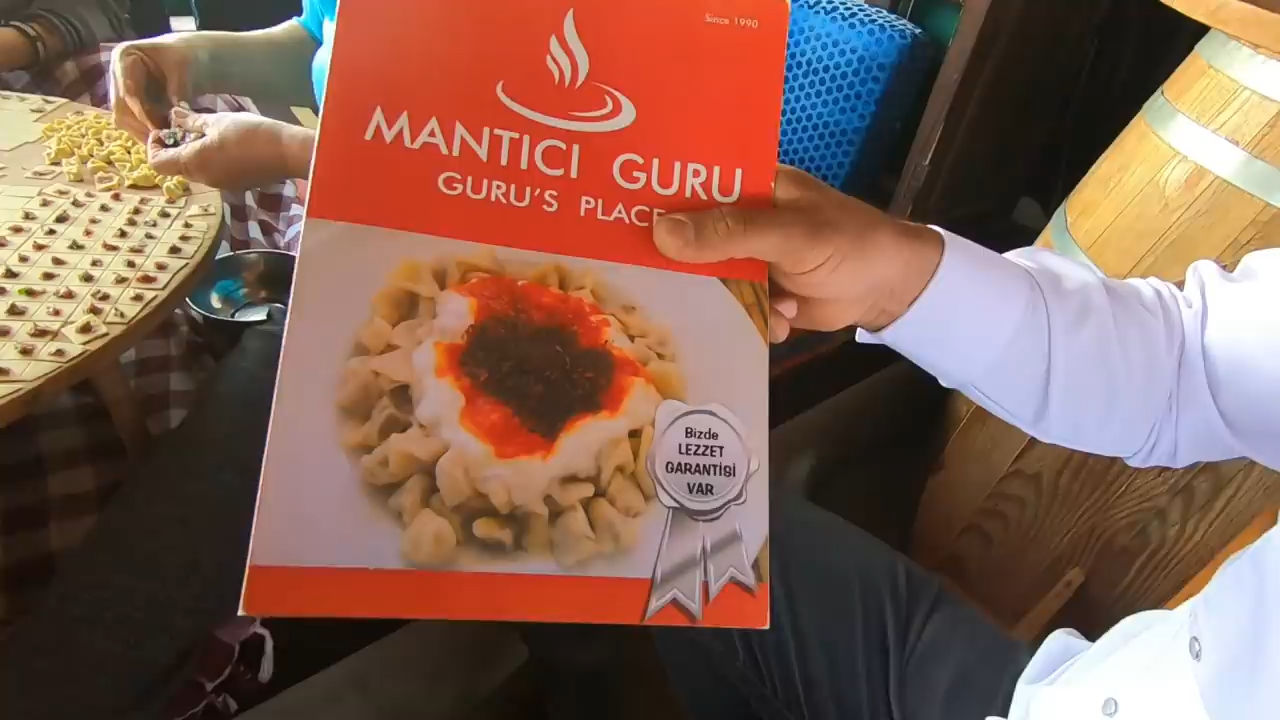 Since 1990
MANTICI GURU
GURU'S PLACE
Bizde
LEZZET
GARANTİSİ
VAR